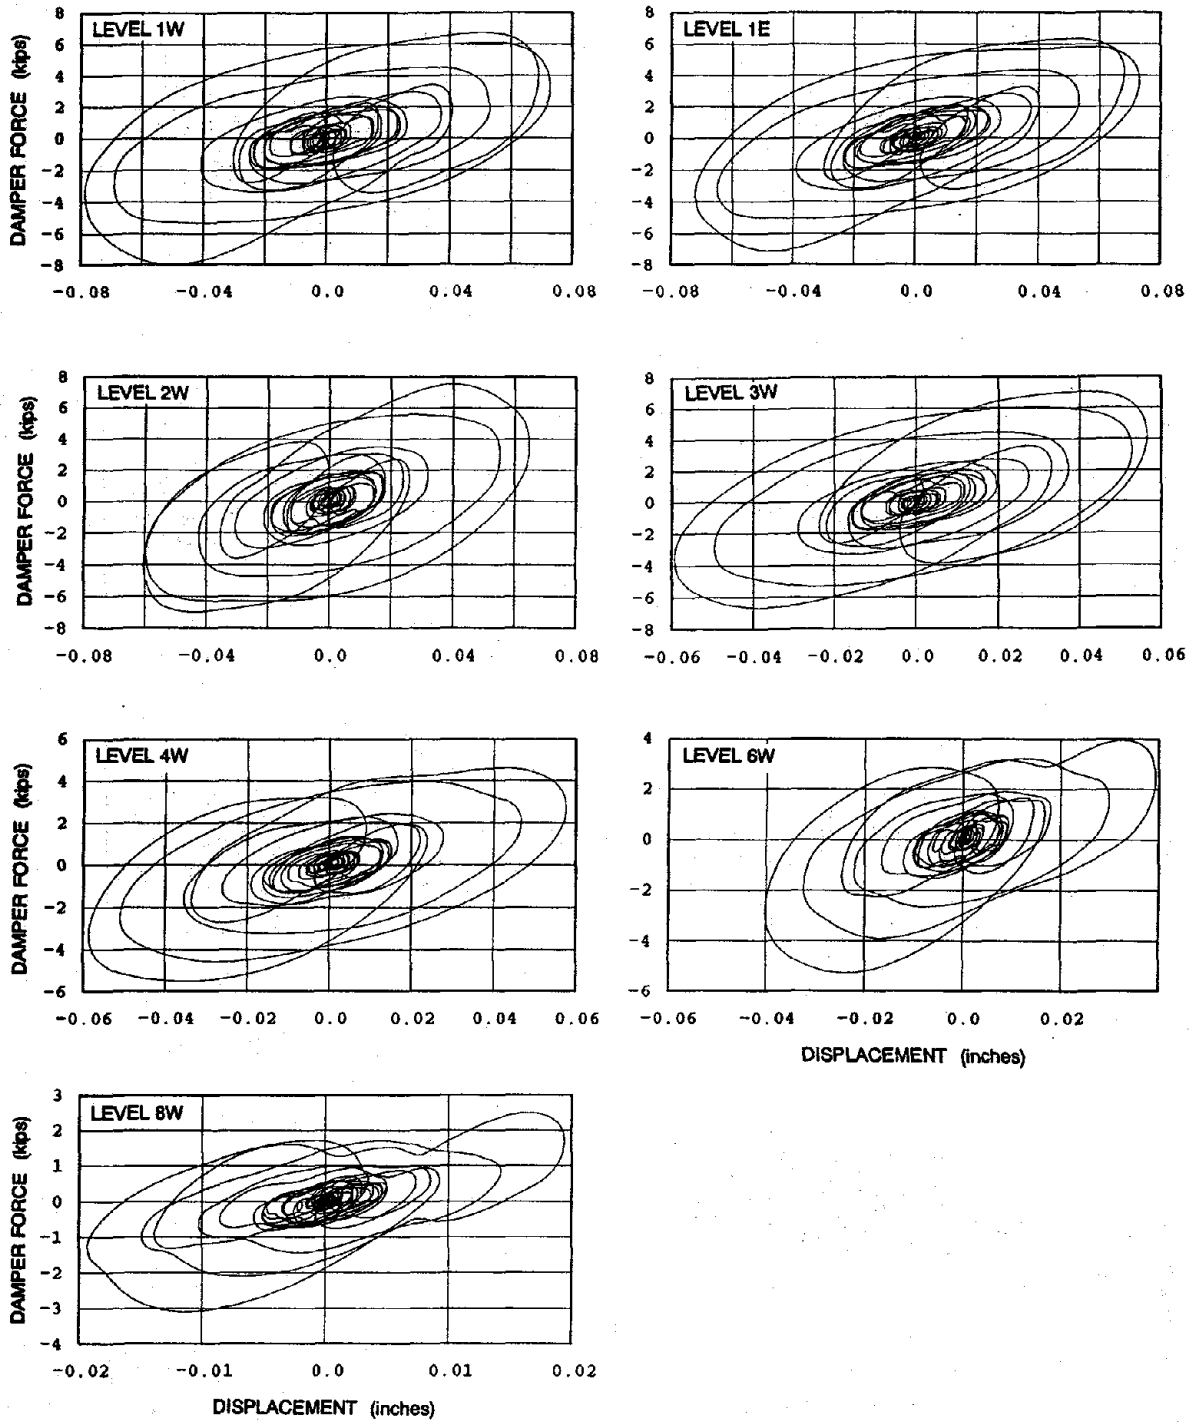 LEVEL 1W
DAMPER FORCE (kips)
8
6
4
2
0
-2
-4
-6
-8
-0.08 -0.04 0.0 0.04 0.08
LEVEL 1E
8
6
4
2
0
-2
-4
-6
-8
-0.08 -0.04 0.0 0.04 0.08
LEVEL 2W
DAMPER FORCE (kips)
8
6
4
2
0
-2
-4
-6
-8
-0.08 -0.04 0.0 0.04 0.08
LEVEL 3W
8
6
4
2
0
-2
-4
-6
-8
-0.06 -0.04 -0.02 0.0 0.02 0.04 0.06
LEVEL 4W
DAMPER FORCE (kips)
6
4
2
0
-2
-4
-6
-0.06 -0.04 -0.02 0.0 0.02 0.04 0.06
LEVEL 6W
4
2
0
-2
-4
-6
-0.06 -0.04 -0.02 0.0 0.02
DISPLACEMENT (inches)
LEVEL 8W
DAMPER FORCE (kips)
3
2
1
0
-1
-2
-3
-4
-0.02 -0.01 0.0 0.01 0.02
DISPLACEMENT (inches)